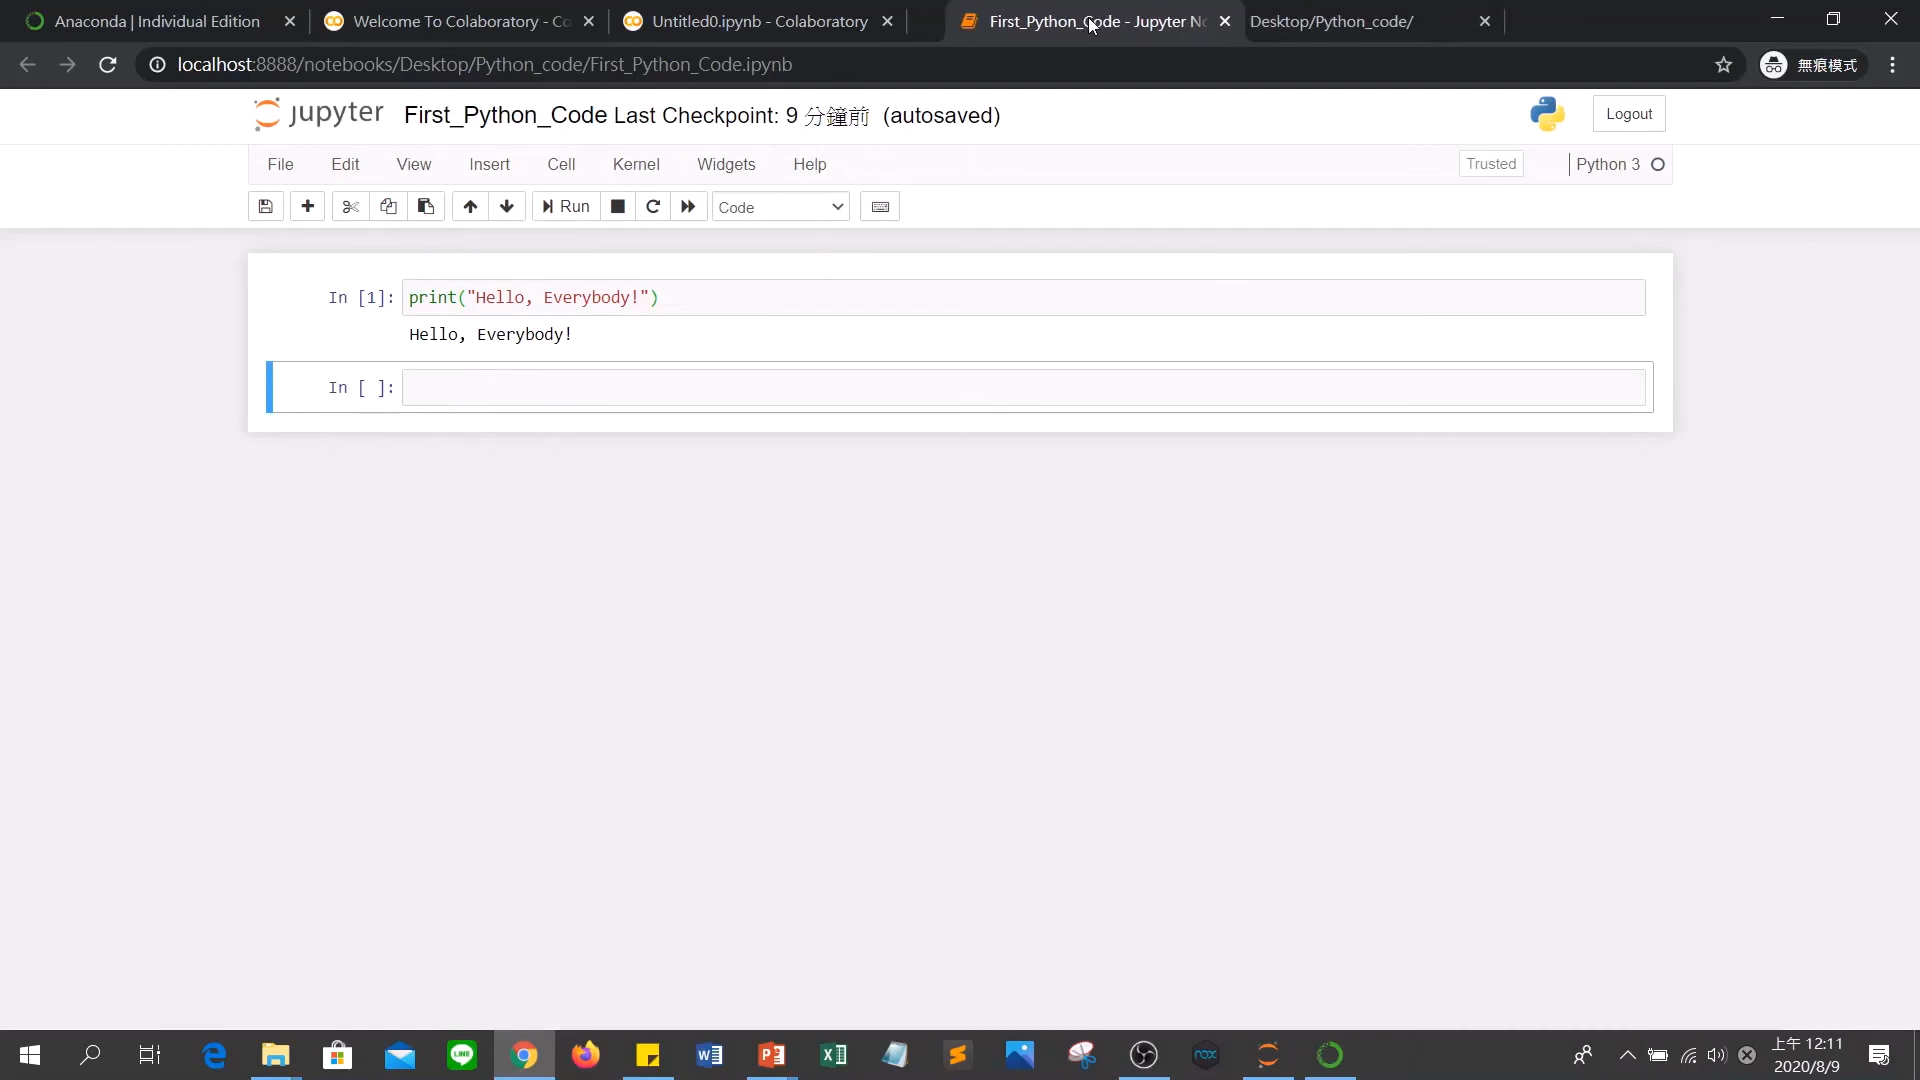 Anaconda | Individual Edition
Welcome To Colaboratory - Co
Untitled0.ipynb - Colaboratory
First_Python_Code - Jupyter No
Desktop/Python_code/
localhost:8888/notebooks/Desktop/Python_code/First_Python_Code.ipynb
無痕模式
jupyter First_Python_Code Last Checkpoint: 9 分鐘前 (autosaved)
Logout
File Edit View Insert Cell Kernel Widgets Help
Trusted
Python 3
Run
Code
In [1]: print("Hello, Everybody!")
Hello, Everybody!
In [ ]:
LINE
nox
上午 12:11
2020/8/9